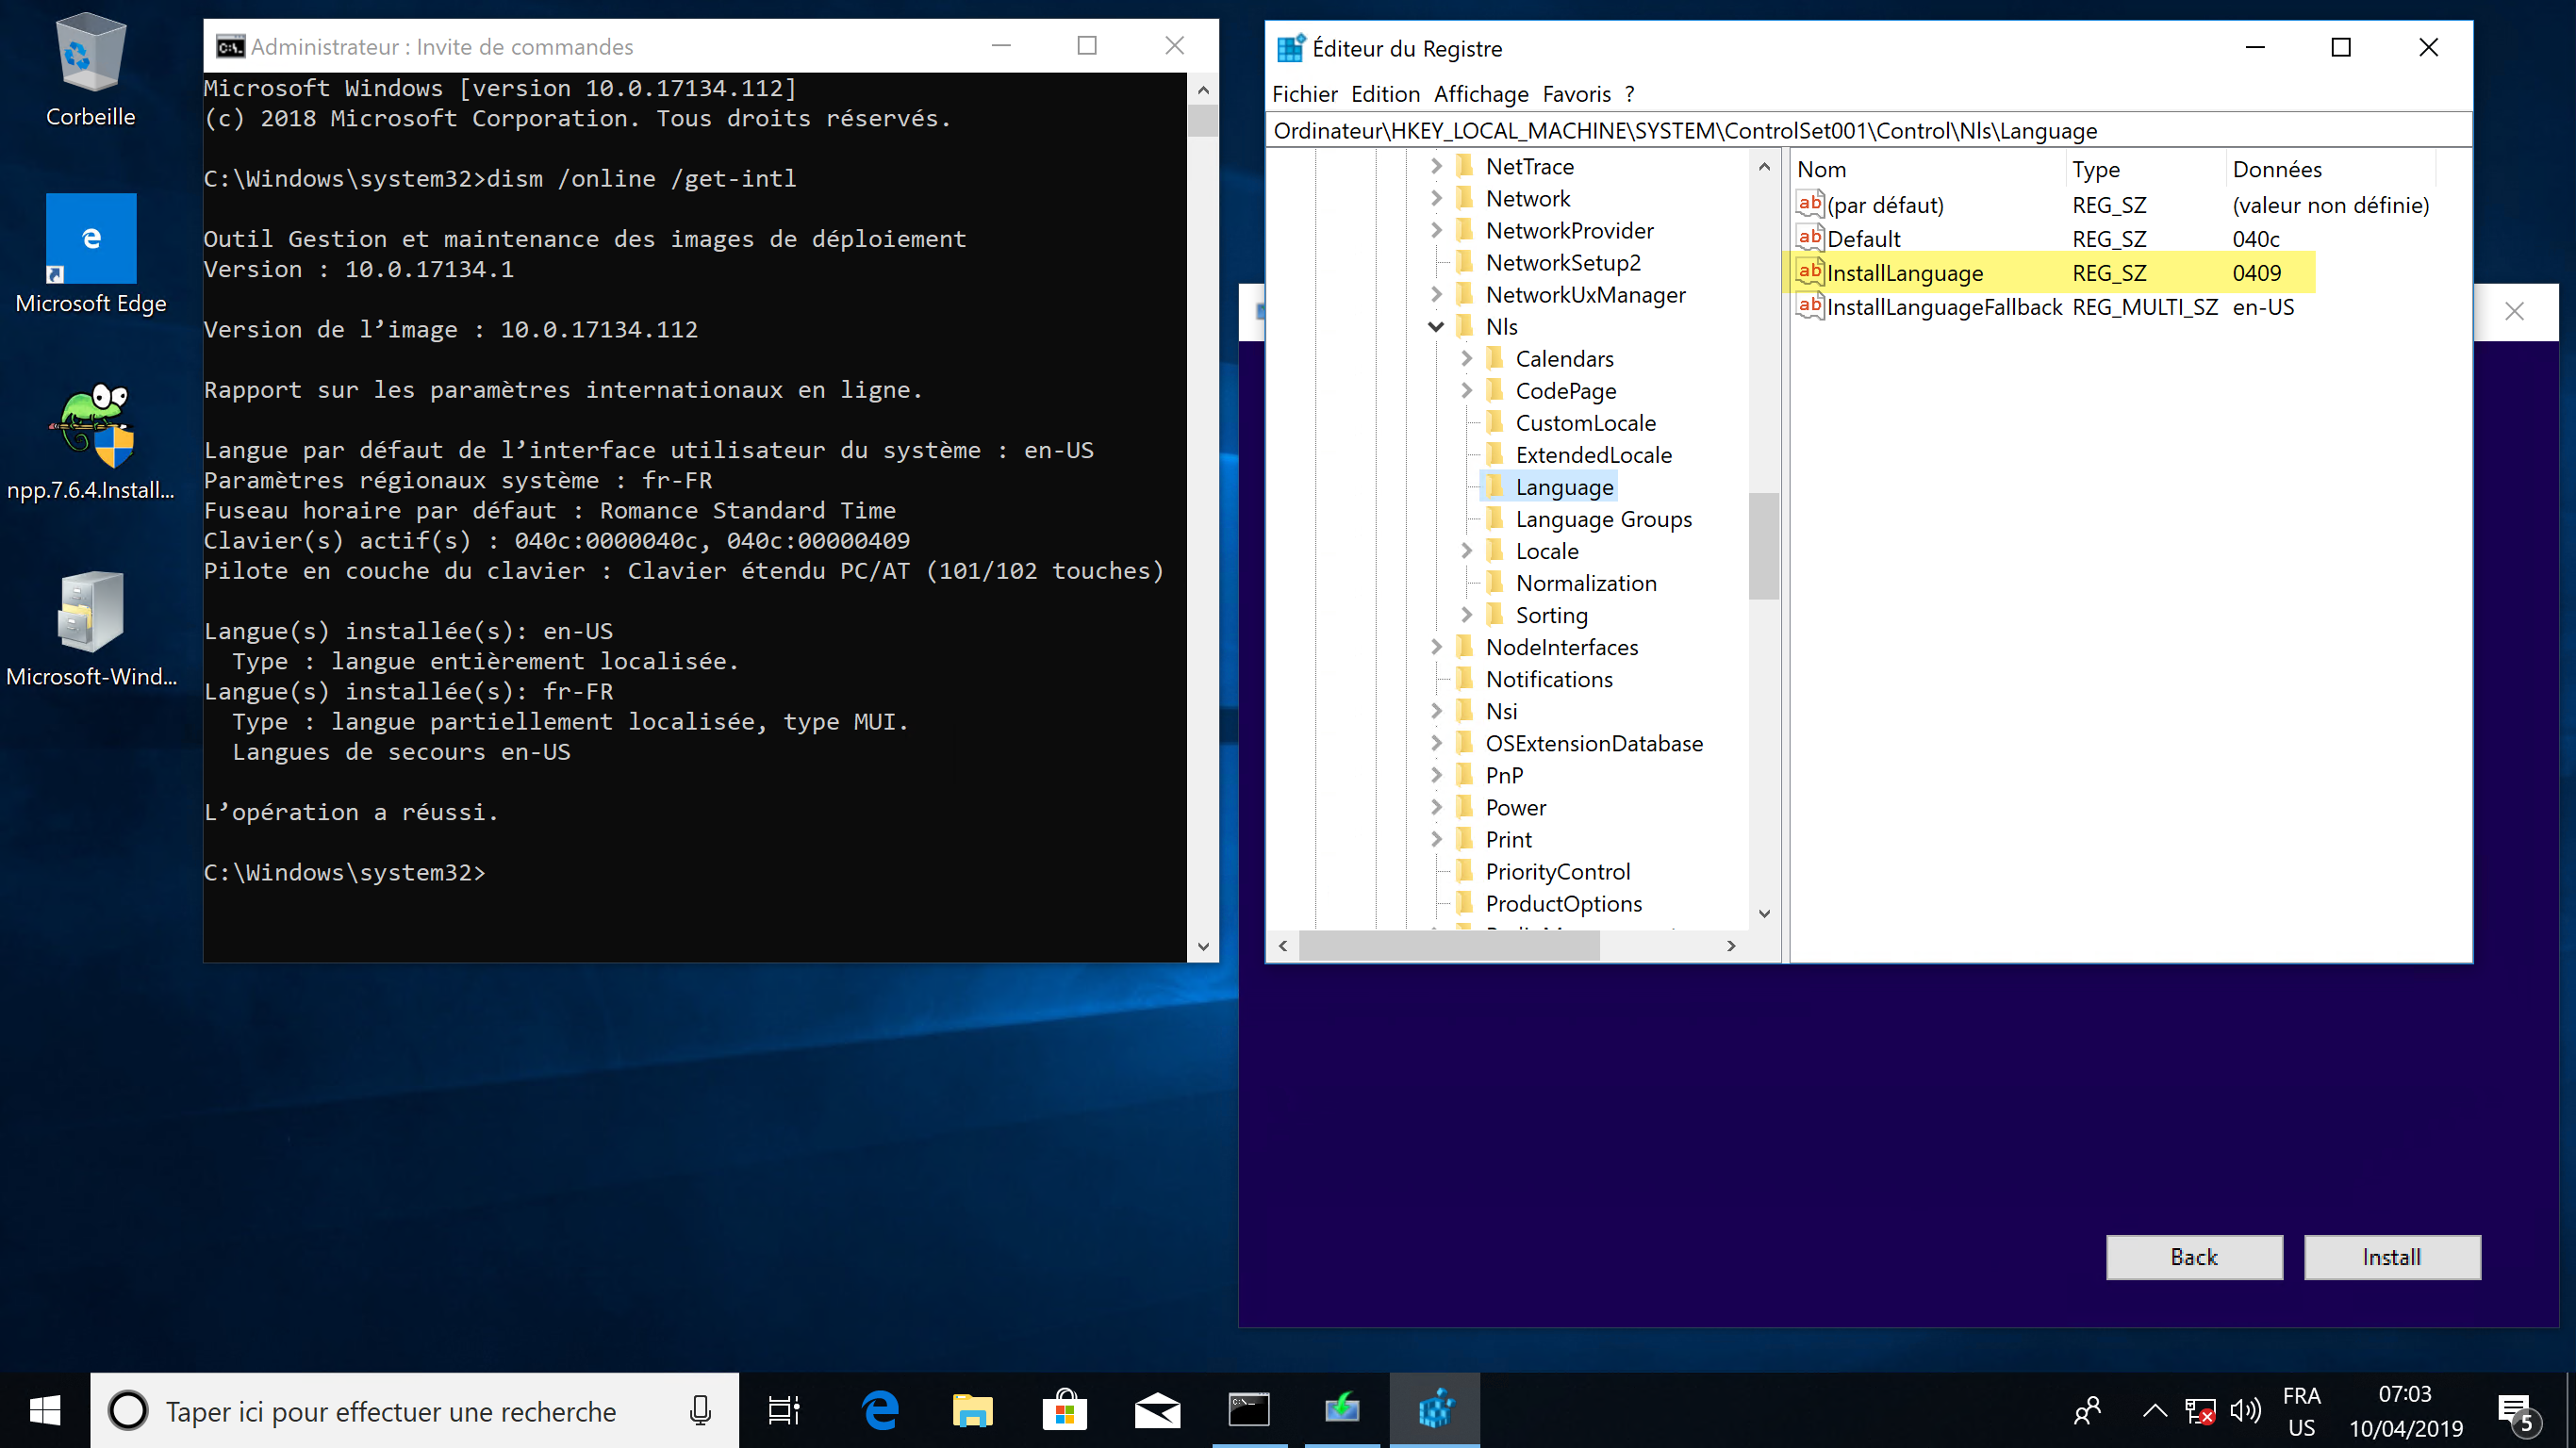 Corbeille
Microsoft Edge
npp.7.6.4.Install...
Microsoft-Wind...
Administrateur : Invite de commandes
Microsoft Windows [version 10.0.17134.112]
(c) 2018 Microsoft Corporation. Tous droits réservés.
C:\Windows\system32>dism /online /get-intl
Outil Gestion et maintenance des images de déploiement
Version : 10.0.17134.1
Version de l’image : 10.0.17134.112
Rapport sur les paramètres internationaux en ligne.
Langue par défaut de l’interface utilisateur du système : en-US
Paramètres régionaux système : fr-FR
Fuseau horaire par défaut : Romance Standard Time
Clavier(s) actif(s) : 040c:0000040c, 040c:00000409
Pilote en couche du clavier : Clavier étendu PC/AT (101/102 touches)
Langue(s) installée(s): en-US
Type : langue entièrement localisée.
Langue(s) installée(s): fr-FR
Type : langue partiellement localisée, type MUI.
Langues de secours en-US
L’opération a réussi.
C:\Windows\system32>
Éditeur du Registre
Fichier Edition Affichage Favoris ?
Ordinateur\HKEY_LOCAL_MACHINE\SYSTEM\ControlSet001\Control\Nls\Language
NetTrace
Network
NetworkProvider
NetworkSetup2
NetworkUxManager
Nls
Calendars
CodePage
CustomLocale
ExtendedLocale
Language
Language Groups
Locale
Normalization
Sorting
NodeInterfaces
Notifications
Nsi
OSExtensionDatabase
PnP
Power
Print
PriorityControl
ProductOptions
Nom Type Données
(par défaut) REG_SZ (valeur non définie)
Default REG_SZ 040c
InstallLanguage REG_SZ 0409
InstallLanguageFallback REG_MULTI_SZ en-US
Back Install
Taper ici pour effectuer une recherche
FRA
US
07:03
10/04/2019
5